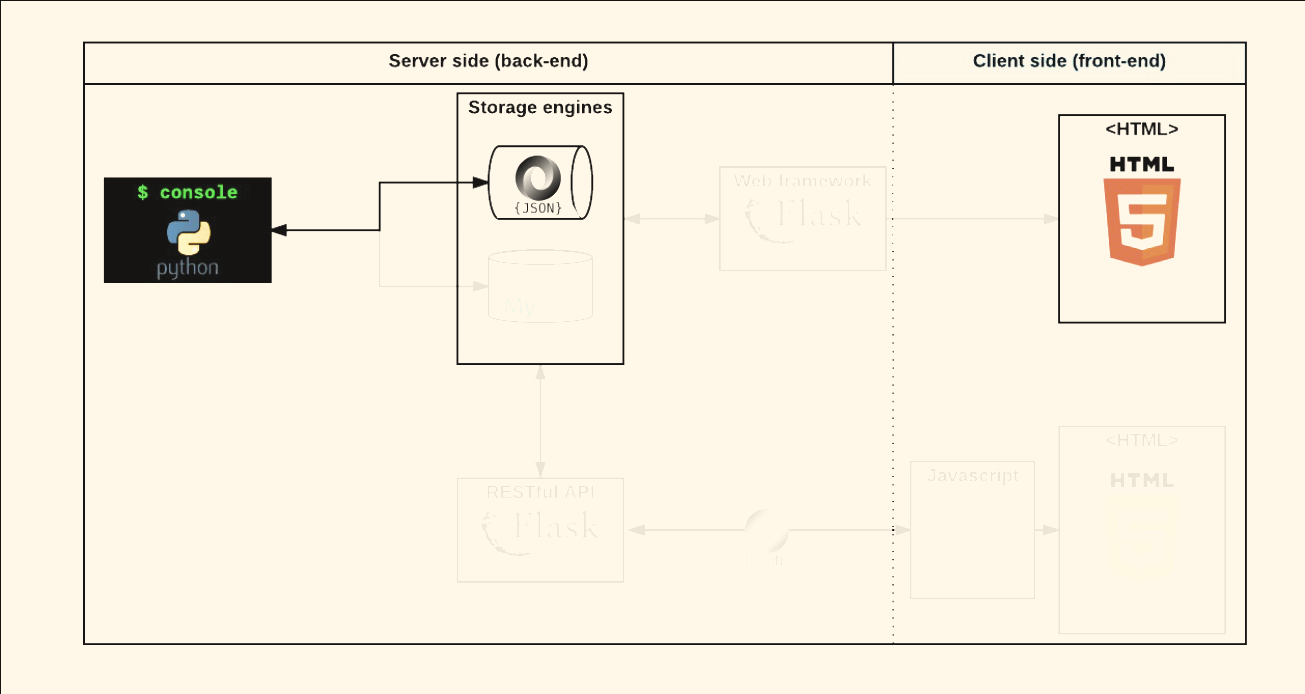 Server side (back-end)
Client side (front-end)
Storage engines
{JSON}
$ console
python
My
Web framework
Flask
<HTML>
HTML
5
RESTful API
Flask
Javascript
<HTML>
HTML